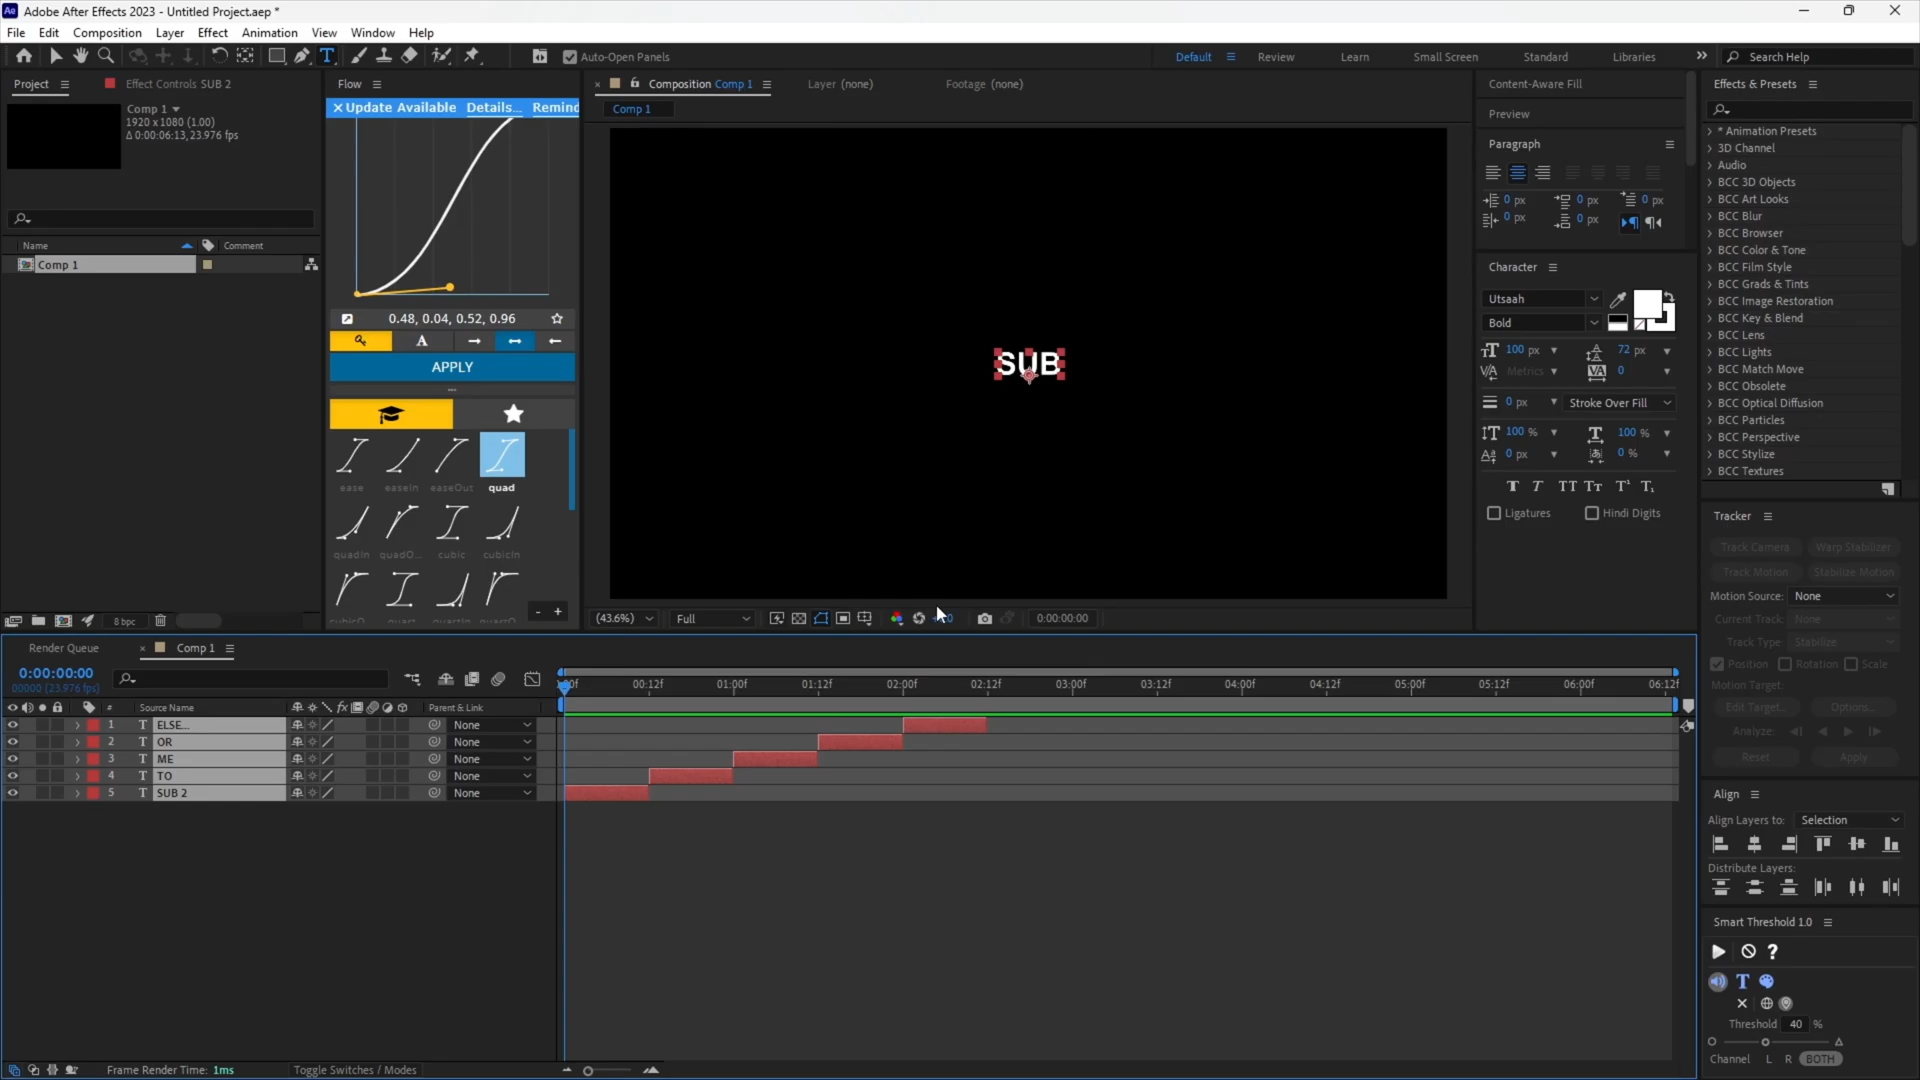 Adobe After Effects 2023 - Untitled Project.aep *
File Edit Composition Layer Effect Animation View Window Help
Auto-Open Panels Default Review Learn Small Screen Standard Libraries Search Help
Project Effect Controls SUB 2
Comp 1
1920 x 1080 (1.00)
Δ 0:00:06:13, 23.976 fps
Name Comment
Comp 1
8 bpc
Flow
Update Available Details... Remind
0.48, 0.04, 0.52, 0.96
A
APPLY
ease easeIn easeOut quad
quadIn quadO... cubic cubicIn
cubicO... quart quartIn quartO...
- +
Composition Comp 1 Layer (none) Footage (none)
Comp 1
SUB
(43.6%) Full 0:00:00:00
Content-Aware Fill
Preview
Paragraph
0 px 0 px 0 px
0 px 0 px
Character
Utsaah
Bold
100 px 72 px
Metrics 0
0 px Stroke Over Fill
100 % 100 %
0 px 0 %
Ligatures Hindi Digits
Effects & Presets
* Animation Presets
3D Channel
Audio
BCC 3D Objects
BCC Art Looks
BCC Blur
BCC Browser
BCC Color & Tone
BCC Film Style
BCC Grads & Tints
BCC Image Restoration
BCC Key & Blend
BCC Lens
BCC Lights
BCC Match Move
BCC Obsolete
BCC Optical Diffusion
BCC Particles
BCC Perspective
BCC Stylize
BCC Textures
Tracker
Track Camera Warp Stabilizer
Track Motion Stabilize Motion
Motion Source: None
Current Track: None
Track Type: Stabilize
Position Rotation Scale
Motion Target:
Edit Target... Options...
Analyze:
Reset Apply
Align
Align Layers to: Selection
Distribute Layers:
Smart Threshold 1.0
Threshold 40 %
Channel L R BOTH
Render Queue Comp 1
0:00:00:00
00000 (23.976 fps)
00:12f 01:00f 01:12f 02:00f 02:12f 03:00f 03:12f 04:00f 04:12f 05:00f 05:12f 06:00f 06:12f
# Source Name Parent & Link
1 T ELSE... None
2 T OR None
3 T ME None
4 T TO None
5 T SUB 2 None
Frame Render Time: 1ms Toggle Switches / Modes